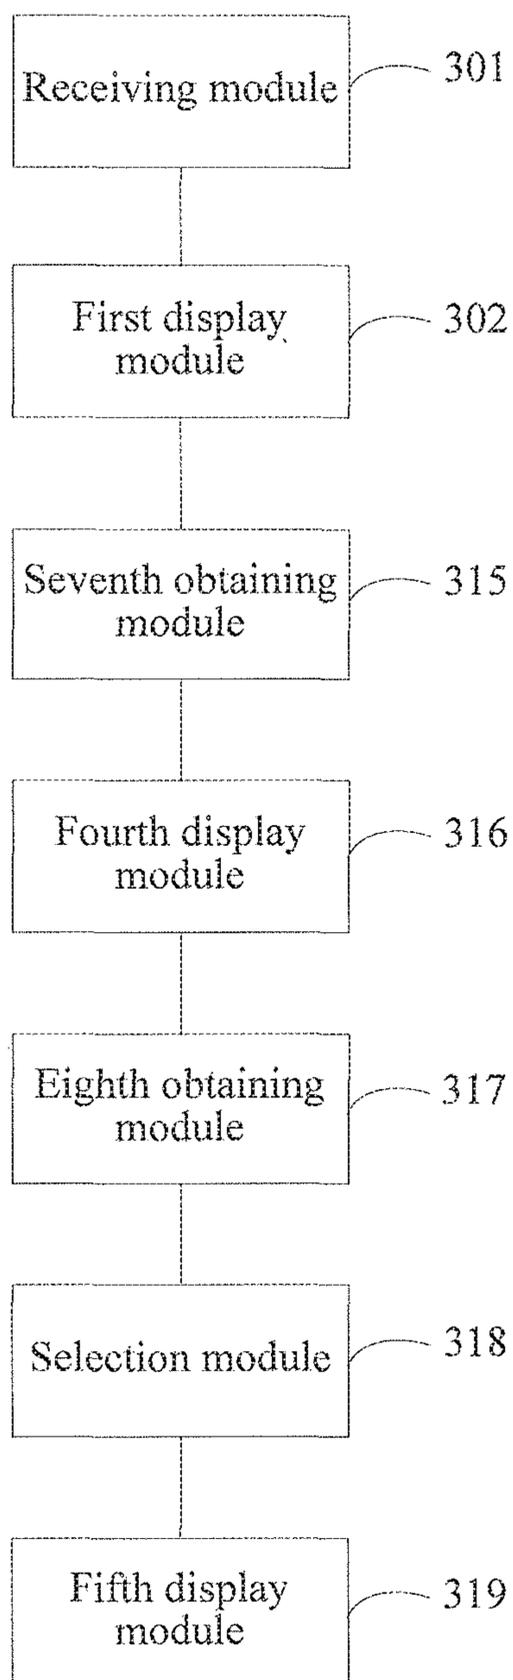 Receiving module
301
First display
module
302
Seventh obtaining
module
315
Fourth display
module
316
Eighth obtaining
module
317
Selection module
318
Fifth display
module
319